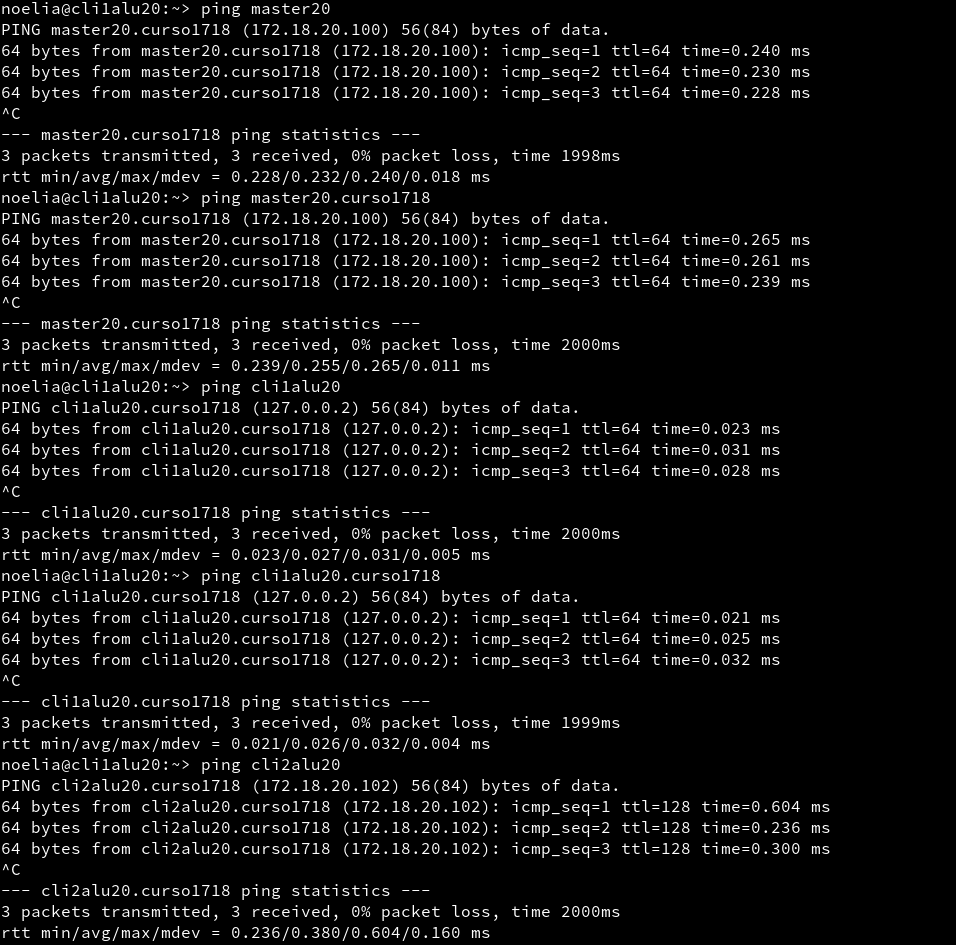 noelia@cli1alu20:~> ping master20
PING master20.curso1718 (172.18.20.100) 56(84) bytes of data.
64 bytes from master20.curso1718 (172.18.20.100): icmp_seq=1 ttl=64 time=0.240 ms
64 bytes from master20.curso1718 (172.18.20.100): icmp_seq=2 ttl=64 time=0.230 ms
64 bytes from master20.curso1718 (172.18.20.100): icmp_seq=3 ttl=64 time=0.228 ms
^C
--- master20.curso1718 ping statistics ---
3 packets transmitted, 3 received, 0% packet loss, time 1998ms
rtt min/avg/max/mdev = 0.228/0.232/0.240/0.018 ms
noelia@cli1alu20:~> ping master20.curso1718
PING master20.curso1718 (172.18.20.100) 56(84) bytes of data.
64 bytes from master20.curso1718 (172.18.20.100): icmp_seq=1 ttl=64 time=0.265 ms
64 bytes from master20.curso1718 (172.18.20.100): icmp_seq=2 ttl=64 time=0.261 ms
64 bytes from master20.curso1718 (172.18.20.100): icmp_seq=3 ttl=64 time=0.239 ms
^C
--- master20.curso1718 ping statistics ---
3 packets transmitted, 3 received, 0% packet loss, time 2000ms
rtt min/avg/max/mdev = 0.239/0.255/0.265/0.011 ms
noelia@cli1alu20:~> ping cli1alu20
PING cli1alu20.curso1718 (127.0.0.2) 56(84) bytes of data.
64 bytes from cli1alu20.curso1718 (127.0.0.2): icmp_seq=1 ttl=64 time=0.023 ms
64 bytes from cli1alu20.curso1718 (127.0.0.2): icmp_seq=2 ttl=64 time=0.031 ms
64 bytes from cli1alu20.curso1718 (127.0.0.2): icmp_seq=3 ttl=64 time=0.028 ms
^C
--- cli1alu20.curso1718 ping statistics ---
3 packets transmitted, 3 received, 0% packet loss, time 2000ms
rtt min/avg/max/mdev = 0.023/0.027/0.031/0.005 ms
noelia@cli1alu20:~> ping cli1alu20.curso1718
PING cli1alu20.curso1718 (127.0.0.2) 56(84) bytes of data.
64 bytes from cli1alu20.curso1718 (127.0.0.2): icmp_seq=1 ttl=64 time=0.021 ms
64 bytes from cli1alu20.curso1718 (127.0.0.2): icmp_seq=2 ttl=64 time=0.025 ms
64 bytes from cli1alu20.curso1718 (127.0.0.2): icmp_seq=3 ttl=64 time=0.032 ms
^C
--- cli1alu20.curso1718 ping statistics ---
3 packets transmitted, 3 received, 0% packet loss, time 1999ms
rtt min/avg/max/mdev = 0.021/0.026/0.032/0.004 ms
noelia@cli1alu20:~> ping cli2alu20
PING cli2alu20.curso1718 (172.18.20.102) 56(84) bytes of data.
64 bytes from cli2alu20.curso1718 (172.18.20.102): icmp_seq=1 ttl=128 time=0.604 ms
64 bytes from cli2alu20.curso1718 (172.18.20.102): icmp_seq=2 ttl=128 time=0.236 ms
64 bytes from cli2alu20.curso1718 (172.18.20.102): icmp_seq=3 ttl=128 time=0.300 ms
^C
--- cli2alu20.curso1718 ping statistics ---
3 packets transmitted, 3 received, 0% packet loss, time 2000ms
rtt min/avg/max/mdev = 0.236/0.380/0.604/0.160 ms